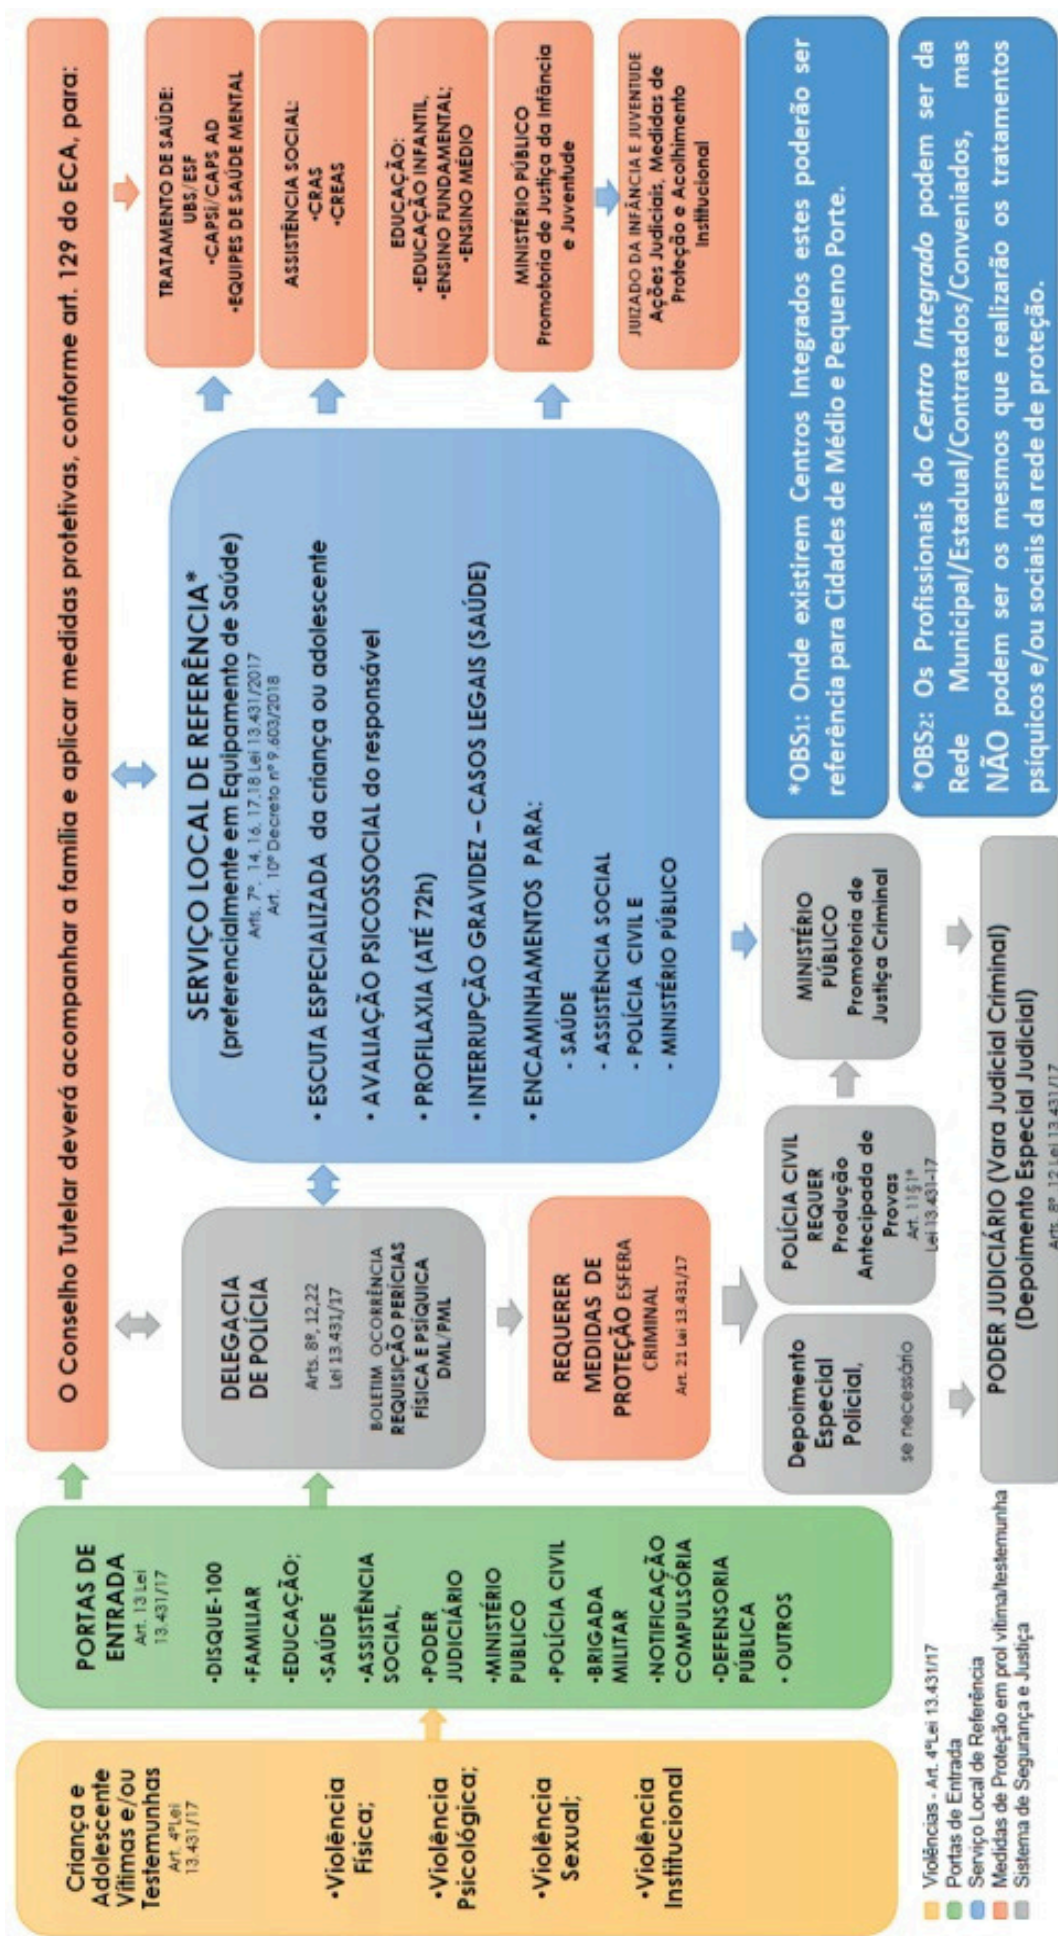 Criança e
Adolescente
Vítimas e/ou
Testemunhas
Art. 4ºLei
13.431/17
•Violência
Física;
•Violência
Psicológica;
•Violência
Sexual;
•Violência
Institucional
PORTAS DE
ENTRADA
Art. 13 Lei
13.431/17
•DISQUE-100
•FAMILIAR
•EDUCAÇÃO;
•SAÚDE
•ASSISTÊNCIA
SOCIAL,
•PODER
JUDICIÁRIO
•MINISTÉRIO
PUBLICO
•POLÍCIA CIVIL
•BRIGADA
MILITAR
•NOTIFICAÇÃO
COMPULSÓRIA
•DEFENSORIA
PÚBLICA
• OUTROS
O Conselho Tutelar deverá acompanhar a família e aplicar medidas protetivas, conforme art. 129 do ECA, para:
DELEGACIA
DE POLÍCIA
Arts. 8º, 12,22
Lei 13.431/17
BOLETIM OCORRÊNCIA
REQUISIÇÃO PERÍCIAS
FÍSICA E PSÍQUICA
DML/PML
REQUERER
MEDIDAS DE
PROTEÇÃO ESFERA
CRIMINAL
Art. 21 Lei 13.431/17
Depoimento
Especial
Policial,
se necessário
POLÍCIA CIVIL
REQUER
Produção
Antecipada de
Provas
Art. 11§1º
Lei 13.431-17
MINISTÉRIO
PÚBLICO
Promotoria de
Justiça Criminal
PODER JUDICIÁRIO (Vara Judicial Criminal)
(Depoimento Especial Judicial)
Arts. 8º, 12 Lei 13.431/17
SERVIÇO LOCAL DE REFERÊNCIA*
(preferencialmente em Equipamento de Saúde)
Arts. 7º, 14, 16, 17,18 Lei 13.431/2017
Art. 10º Decreto nº 9.603/2018
• ESCUTA ESPECIALIZADA da criança ou adolescente
• AVALIAÇÃO PSICOSSOCIAL do responsável
• PROFILAXIA (ATÉ 72h)
• INTERRUPÇÃO GRAVIDEZ – CASOS LEGAIS (SAÚDE)
• ENCAMINHAMENTOS PARA:
• SAÚDE
• ASSISTÊNCIA SOCIAL
• POLÍCIA CIVIL E
• MINISTÉRIO PÚBLICO
TRATAMENTO DE SAÚDE:
UBS/ESF
•CAPSi/CAPS AD
•EQUIPES DE SAÚDE MENTAL
ASSISTÊNCIA SOCIAL:
•CRAS
•CREAS
EDUCAÇÃO:
•EDUCAÇÃO INFANTIL,
•ENSINO FUNDAMENTAL;
•ENSINO MÉDIO
MINISTÉRIO PÚBLICO
Promotoria de Justiça da Infância
e Juventude
JUIZADO DA INFÂNCIA E JUVENTUDE
Ações Judiciais, Medidas de
Proteção e Acolhimento
Institucional
*OBS1: Onde existirem Centros Integrados estes poderão ser
referência para Cidades de Médio e Pequeno Porte.
*OBS2: Os Profissionais do Centro Integrado podem ser da
Rede Municipal/Estadual/Contratados/Conveniados, mas
NÃO podem ser os mesmos que realizarão os tratamentos
psíquicos e/ou sociais da rede de proteção.
Violências - Art. 4ºLei 13.431/17
Portas de Entrada
Serviço Local de Referência
Medidas de Proteção em prol vítima/testemunha
Sistema de Segurança e Justiça